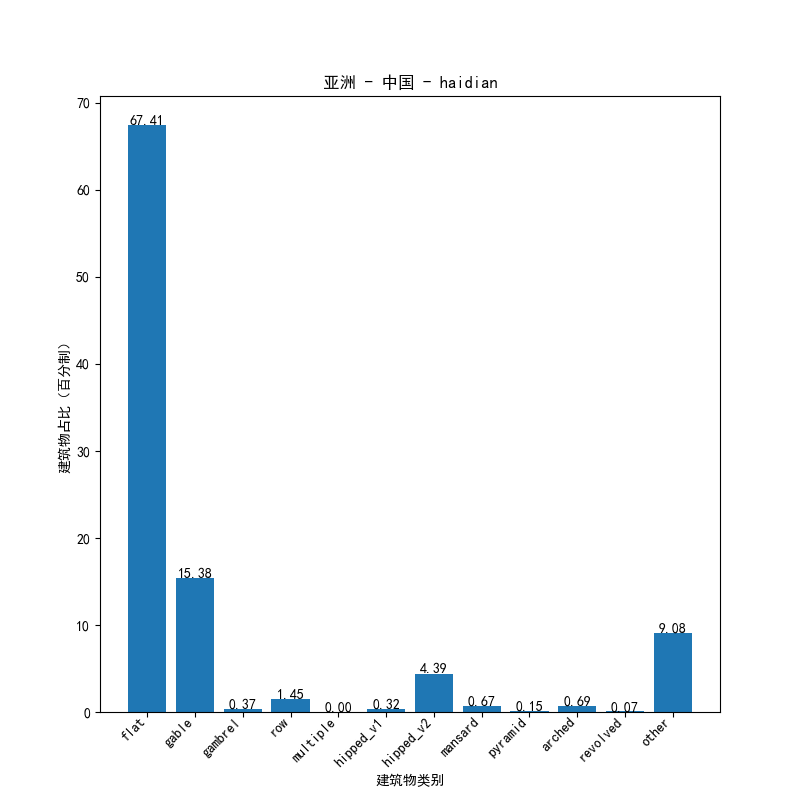 亚洲 - 中国 - haidian
建筑物占比（百分制）
70
60
50
40
30
20
10
0
67.41
15.38
0.37
1.45
0.00
0.32
4.39
0.67
0.15
0.69
0.07
9.08
flat
gable
gambrel
row
multiple
hipped_v1
hipped_v2
mansard
pyramid
arched
revolved
other
建筑物类别